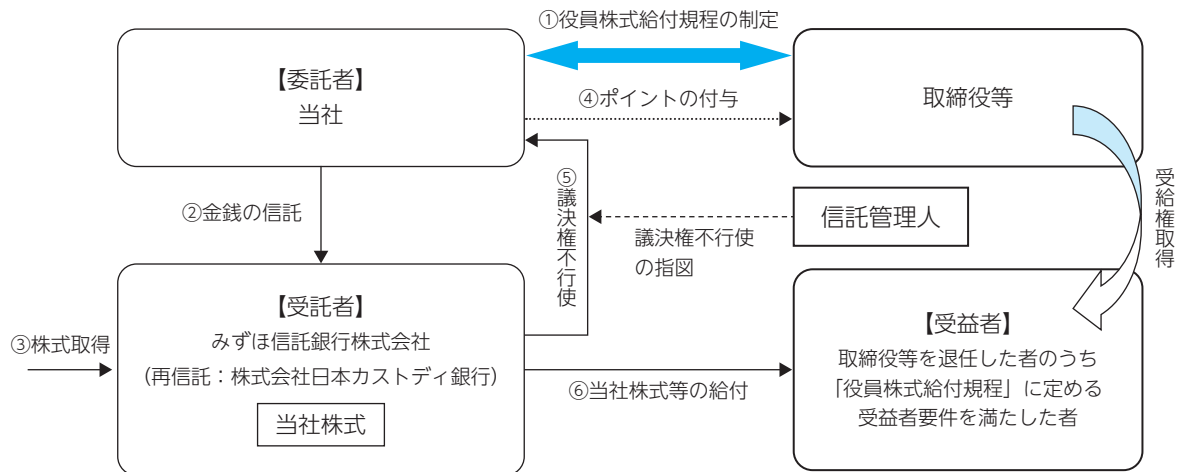 ①役員株式給付規程の制定
【委託者】
当社
④ポイントの付与
取締役等
②金銭の信託
⑤議決権不行使
議決権不行使
の指図
信託管理人
受給権取得
③株式取得
【受託者】
みずほ信託銀行株式会社
(再信託：株式会社日本カストディ銀行)
当社株式
⑥当社株式等の給付
【受益者】
取締役等を退任した者のうち
「役員株式給付規程」に定める
受益者要件を満たした者